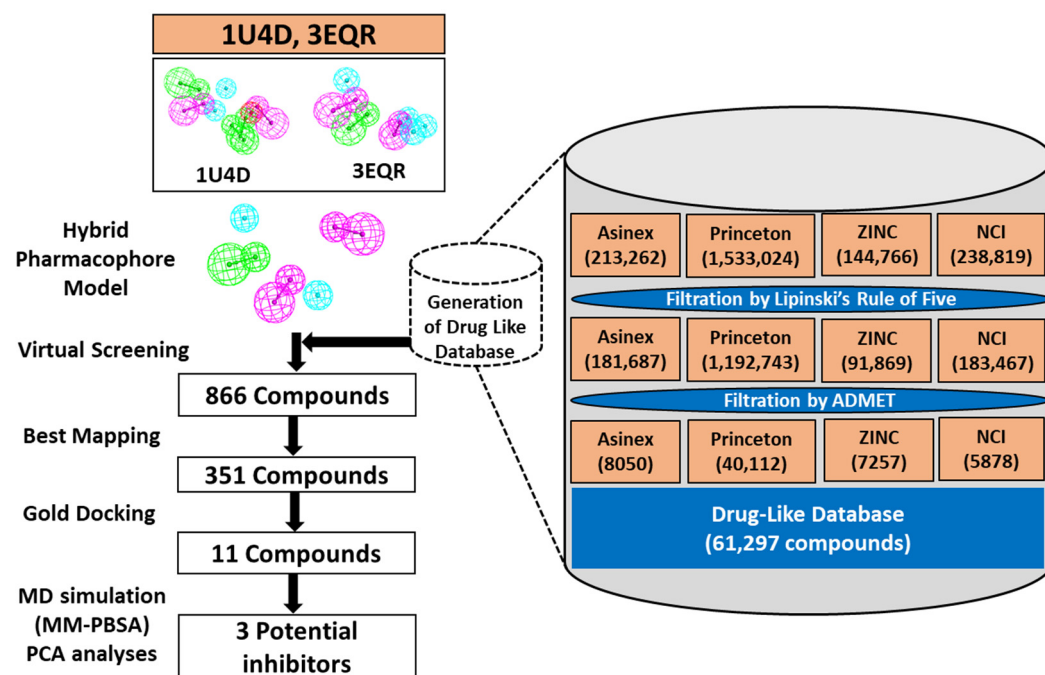 1U4D, 3EQR
1U4D
3EQR
Hybrid
Pharmacophore
Model
Virtual Screening
866 Compounds
Best Mapping
351 Compounds
Gold Docking
11 Compounds
MD simulation
(MM-PBSA)
PCA analyses
3 Potential
inhibitors
Generation
of Drug Like
Database
Asinex
(213,262)
Princeton
(1,533,024)
ZINC
(144,766)
NCI
(238,819)
Filtration by Lipinski's Rule of Five
Asinex
(181,687)
Princeton
(1,192,743)
ZINC
(91,869)
NCI
(183,467)
Filtration by ADMET
Asinex
(8050)
Princeton
(40,112)
ZINC
(7257)
NCI
(5878)
Drug-Like Database
(61,297 compounds)